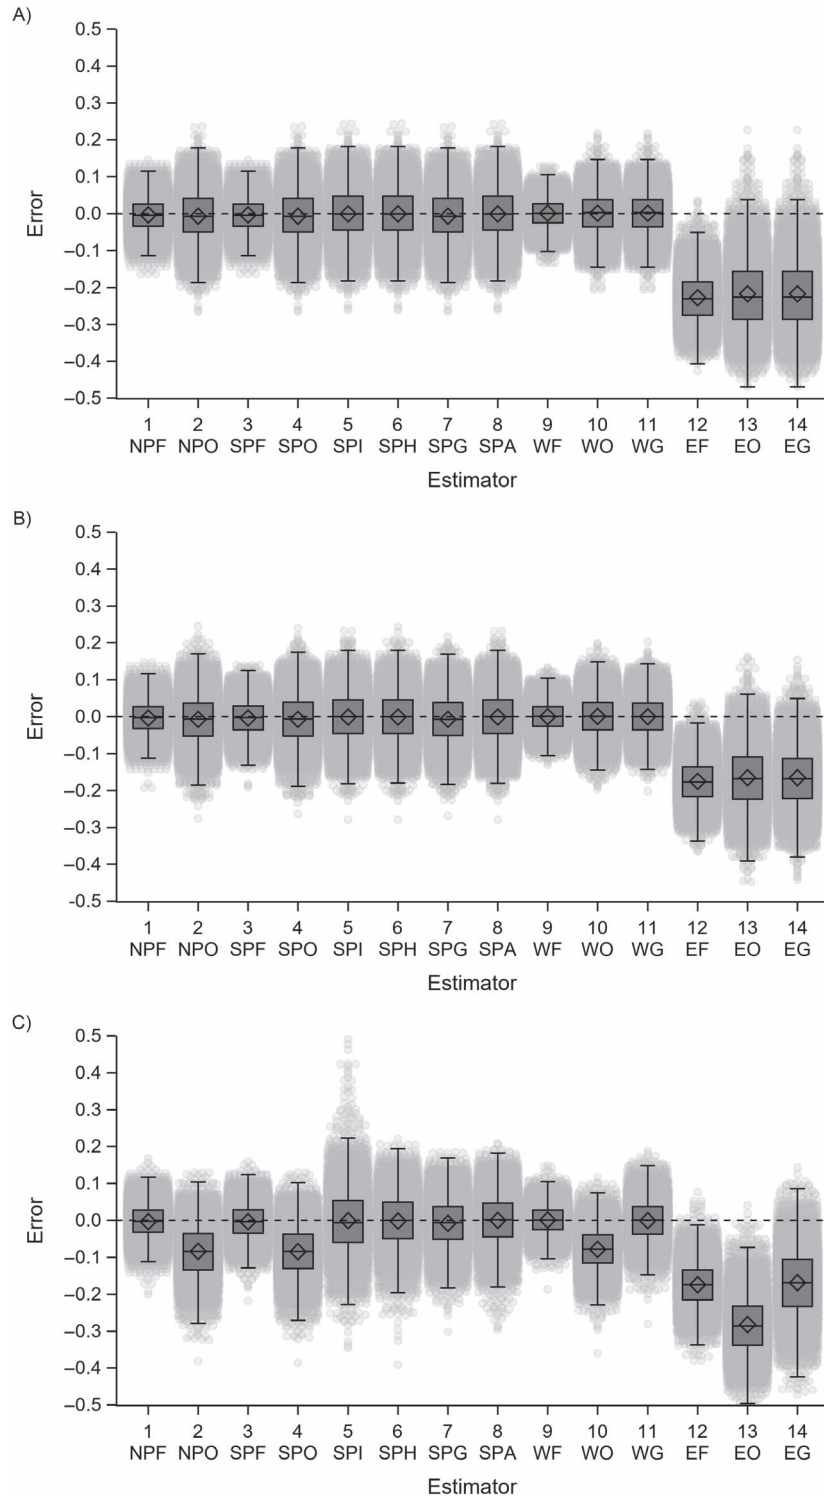 A)
0.5
0.4
0.3
0.2
0.1
0.0
–0.1
–0.2
–0.3
–0.4
–0.5
Error
1 2 3 4 5 6 7 8 9 10 11 12 13 14
NPF NPO SPF SPO SPI SPH SPG SPA WF WO WG EF EO EG
Estimator
B)
0.5
0.4
0.3
0.2
0.1
0.0
–0.1
–0.2
–0.3
–0.4
-0.5
Error
1 2 3 4 5 6 7 8 9 10 11 12 13 14
NPF NPO SPF SPO SPI SPH SPG SPA WF WO WG EF EO EG
Estimator
C)
0.5
0.4
0.3
0.2
0.1
0.0
–0.1
–0.2
–0.3
–0.4
–0.5
Error
1 2 3 4 5 6 7 8 9 10 11 12 13 14
NPF NPO SPF SPO SPI SPH SPG SPA WF WO WG EF EO EG
Estimator